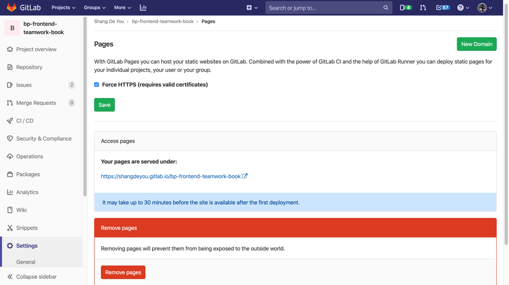 GitLab Projects Groups More Search or jump to... 4 67
B bp-frontend-teamwork-book
Project overview
Repository
Issues 2
Merge Requests 0
CI / CD
Security & Compliance
Operations
Packages
Analytics
Wiki
Snippets
Settings
General
Collapse sidebar
Shang De You > bp-frontend-teamwork-book > Pages
Pages
New Domain
With GitLab Pages you can host your static websites on GitLab. Combined with the power of GitLab CI and the help of GitLab Runner you can deploy static pages for
your individual projects, your user or your group.
Force HTTPS (requires valid certificates)
Save
Access pages
Your pages are served under:
https://shangdeyou.gitlab.io/bp-frontend-teamwork-book
It may take up to 30 minutes before the site is available after the first deployment.
Remove pages
Removing pages will prevent them from being exposed to the outside world.
Remove pages